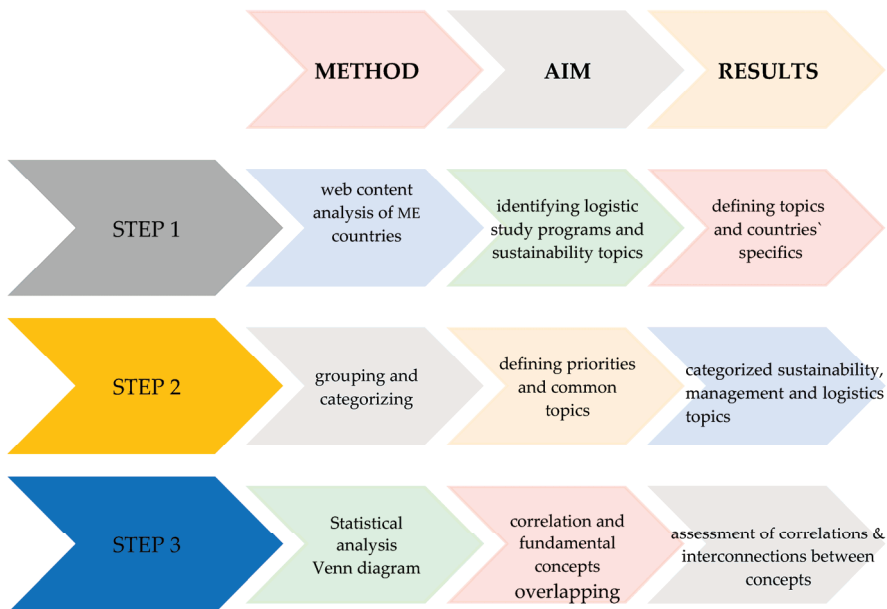 METHOD
AIM
RESULTS
STEP 1
web content
analysis of ME
countries
identifying logistic
study programs and
sustainability topics
defining topics
and countries`
specifics
STEP 2
grouping and
categorizing
defining priorities
and common
topics
categorized sustainability,
management and logistics
topics
STEP 3
Statistical
analysis
Venn diagram
correlation and
fundamental
concepts
overlapping
assessment of correlations &
interconnections between
concepts